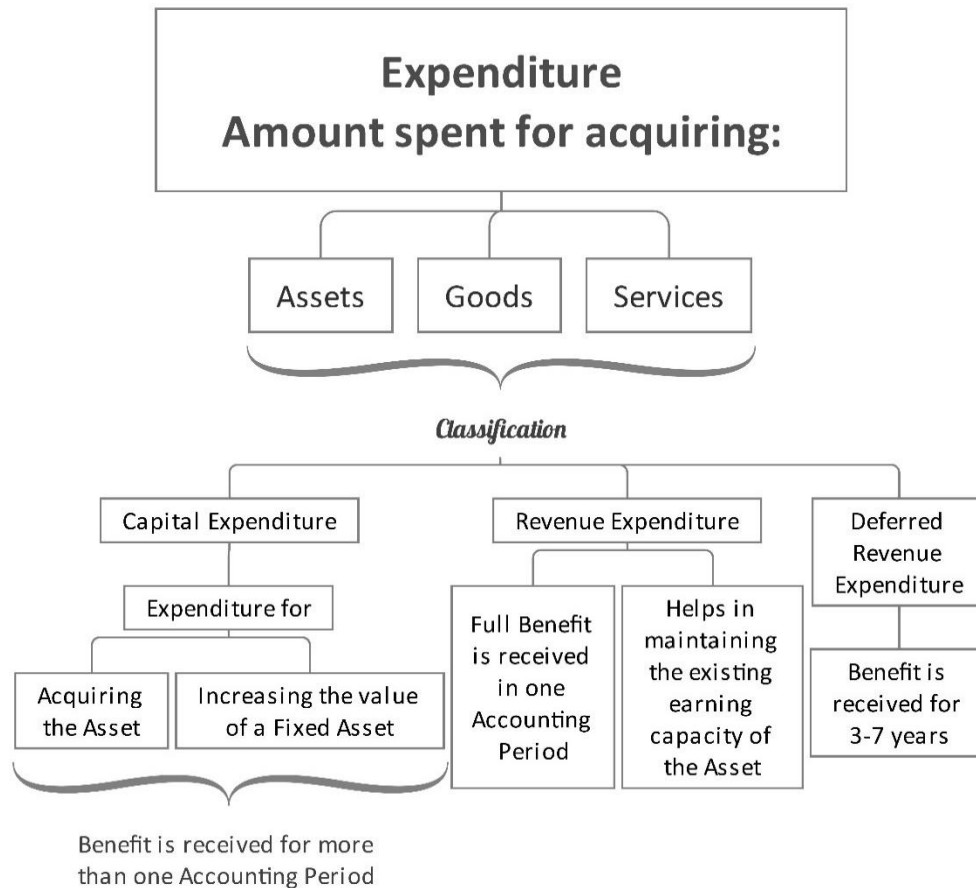 Expenditure
Amount spent for acquiring:
Assets
Goods
Services
Classification
Capital Expenditure
Expenditure for
Acquiring
the Asset
Increasing the value
of a Fixed Asset
Benefit is received for more
than one Accounting Period
Revenue Expenditure
Full Benefit
is received
in one
Accounting
Period
Helps in
maintaining
the existing
earning
capacity of
the Asset
Deferred
Revenue
Expenditure
Benefit is
received for
3-7 years